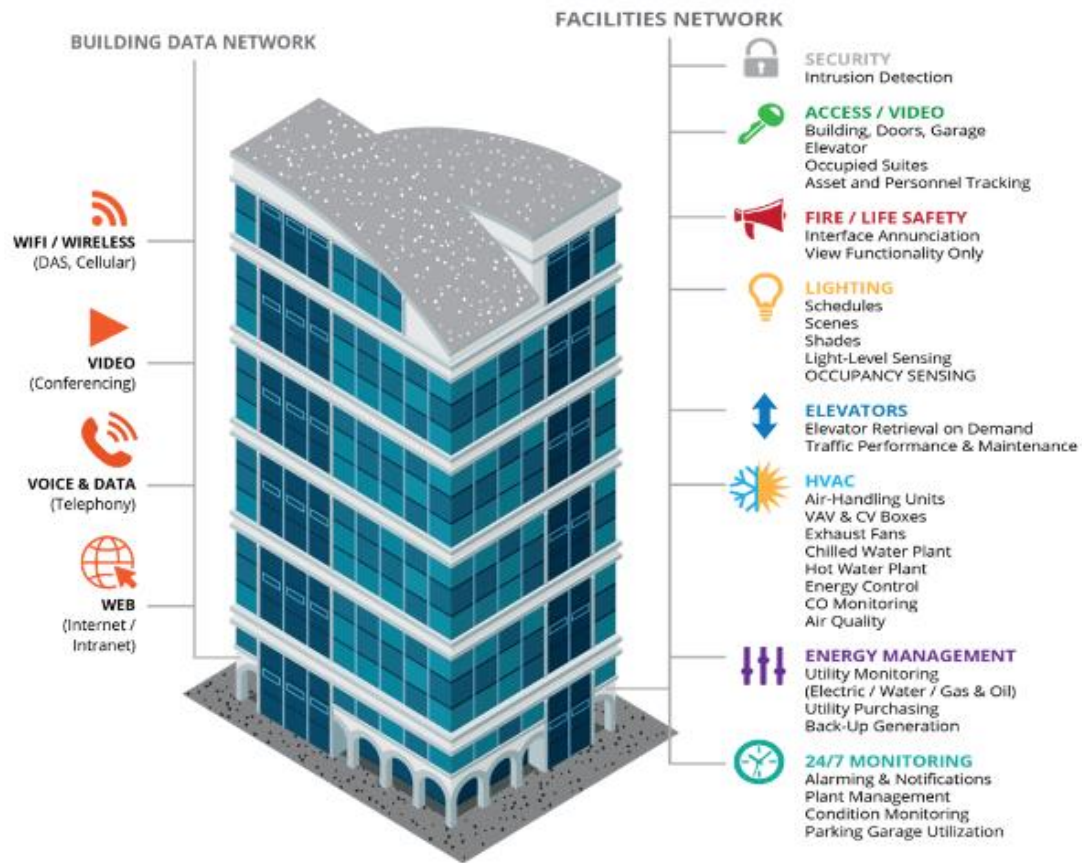 BUILDING DATA NETWORK
WIFI / WIRELESS
(DAS, Cellular)
VIDEO
(Conferencing)
VOICE & DATA
(Telephony)
WEB
(Internet /
Intranet)
FACILITIES NETWORK
SECURITY
Intrusion Detection
ACCESS / VIDEO
Building, Doors, Garage
Elevator
Occupied Suites
Asset and Personnel Tracking
FIRE / LIFE SAFETY
Interface Annunciation
View Functionality Only
LIGHTING
Schedules
Scenes
Shades
Light-Level Sensing
OCCUPANCY SENSING
ELEVATORS
Elevator Retrieval on Demand
Traffic Performance & Maintenance
HVAC
Air-Handling Units
VAV & CV Boxes
Exhaust Fans
Chilled Water Plant
Hot Water Plant
Energy Control
CO Monitoring
Air Quality
ENERGY MANAGEMENT
Utility Monitoring
(Electric / Water / Gas & Oil)
Utility Purchasing
Back-Up Generation
24/7 MONITORING
Alarming & Notifications
Plant Management
Condition Monitoring
Parking Garage Utilization